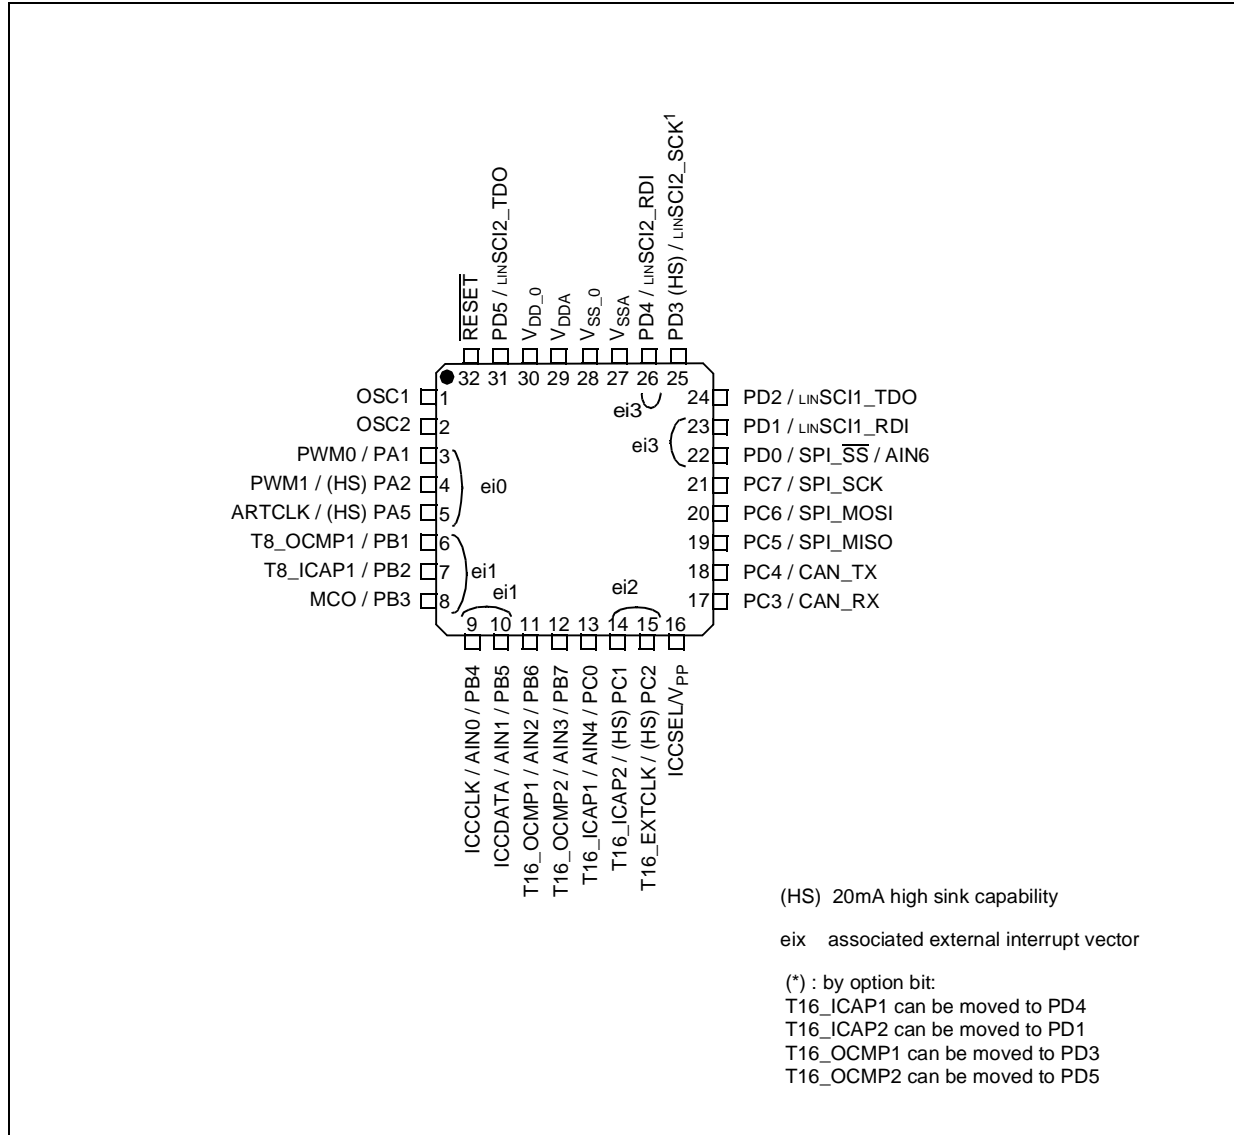 RESET
PD5 / LINSCI2_TDO
VDD_0
VDDA
VSS_0
VSSA
PD4 / LINSCI2_RDI
PD3 (HS) / LINSCI2_SCK1
32 31 30 29 28 27 26 25
ei3
OSC1 1
OSC2 2
PWM0 / PA1 3
PWM1 / (HS) PA2 4
ARTCLK / (HS) PA5 5
ei0
T8_OCMP1 / PB1 6
T8_ICAP1 / PB2 7
MCO / PB3 8
ei1
24 PD2 / LINSCI1_TDO
23 PD1 / LINSCI1_RDI
22 PD0 / SPI_SS / AIN6
ei3
21 PC7 / SPI_SCK
20 PC6 / SPI_MOSI
19 PC5 / SPI_MISO
18 PC4 / CAN_TX
17 PC3 / CAN_RX
ei1
ei2
9 10 11 12 13 14 15 16
ICCCLK / AIN0 / PB4
ICCDATA / AIN1 / PB5
T16_OCMP1 / AIN2 / PB6
T16_OCMP2 / AIN3 / PB7
T16_ICAP1 / AIN4 / PC0
T16_ICAP2 / (HS) PC1
T16_EXTCLK / (HS) PC2
ICCSEL/VPP
(HS) 20mA high sink capability
eix associated external interrupt vector
(*) : by option bit:
T16_ICAP1 can be moved to PD4
T16_ICAP2 can be moved to PD1
T16_OCMP1 can be moved to PD3
T16_OCMP2 can be moved to PD5